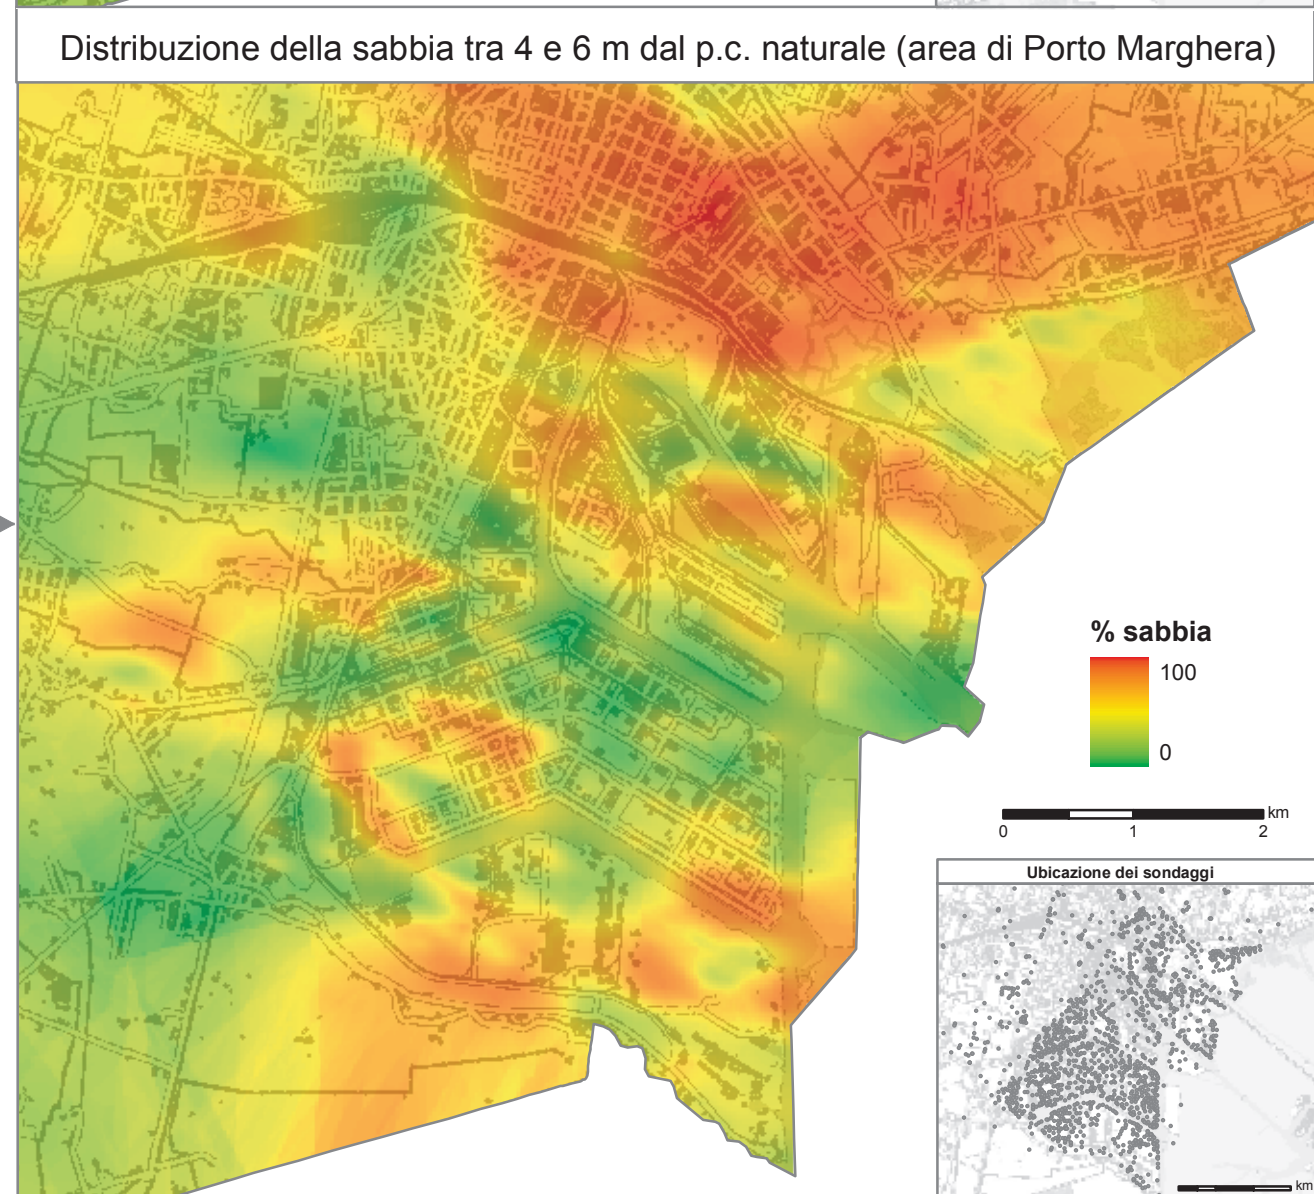 Distribuzione della sabbia tra 4 e 6 m dal p.c. naturale (area di Porto Marghera)
% sabbia
100
0
km
0 1 2
Ubicazione dei sondaggi
km